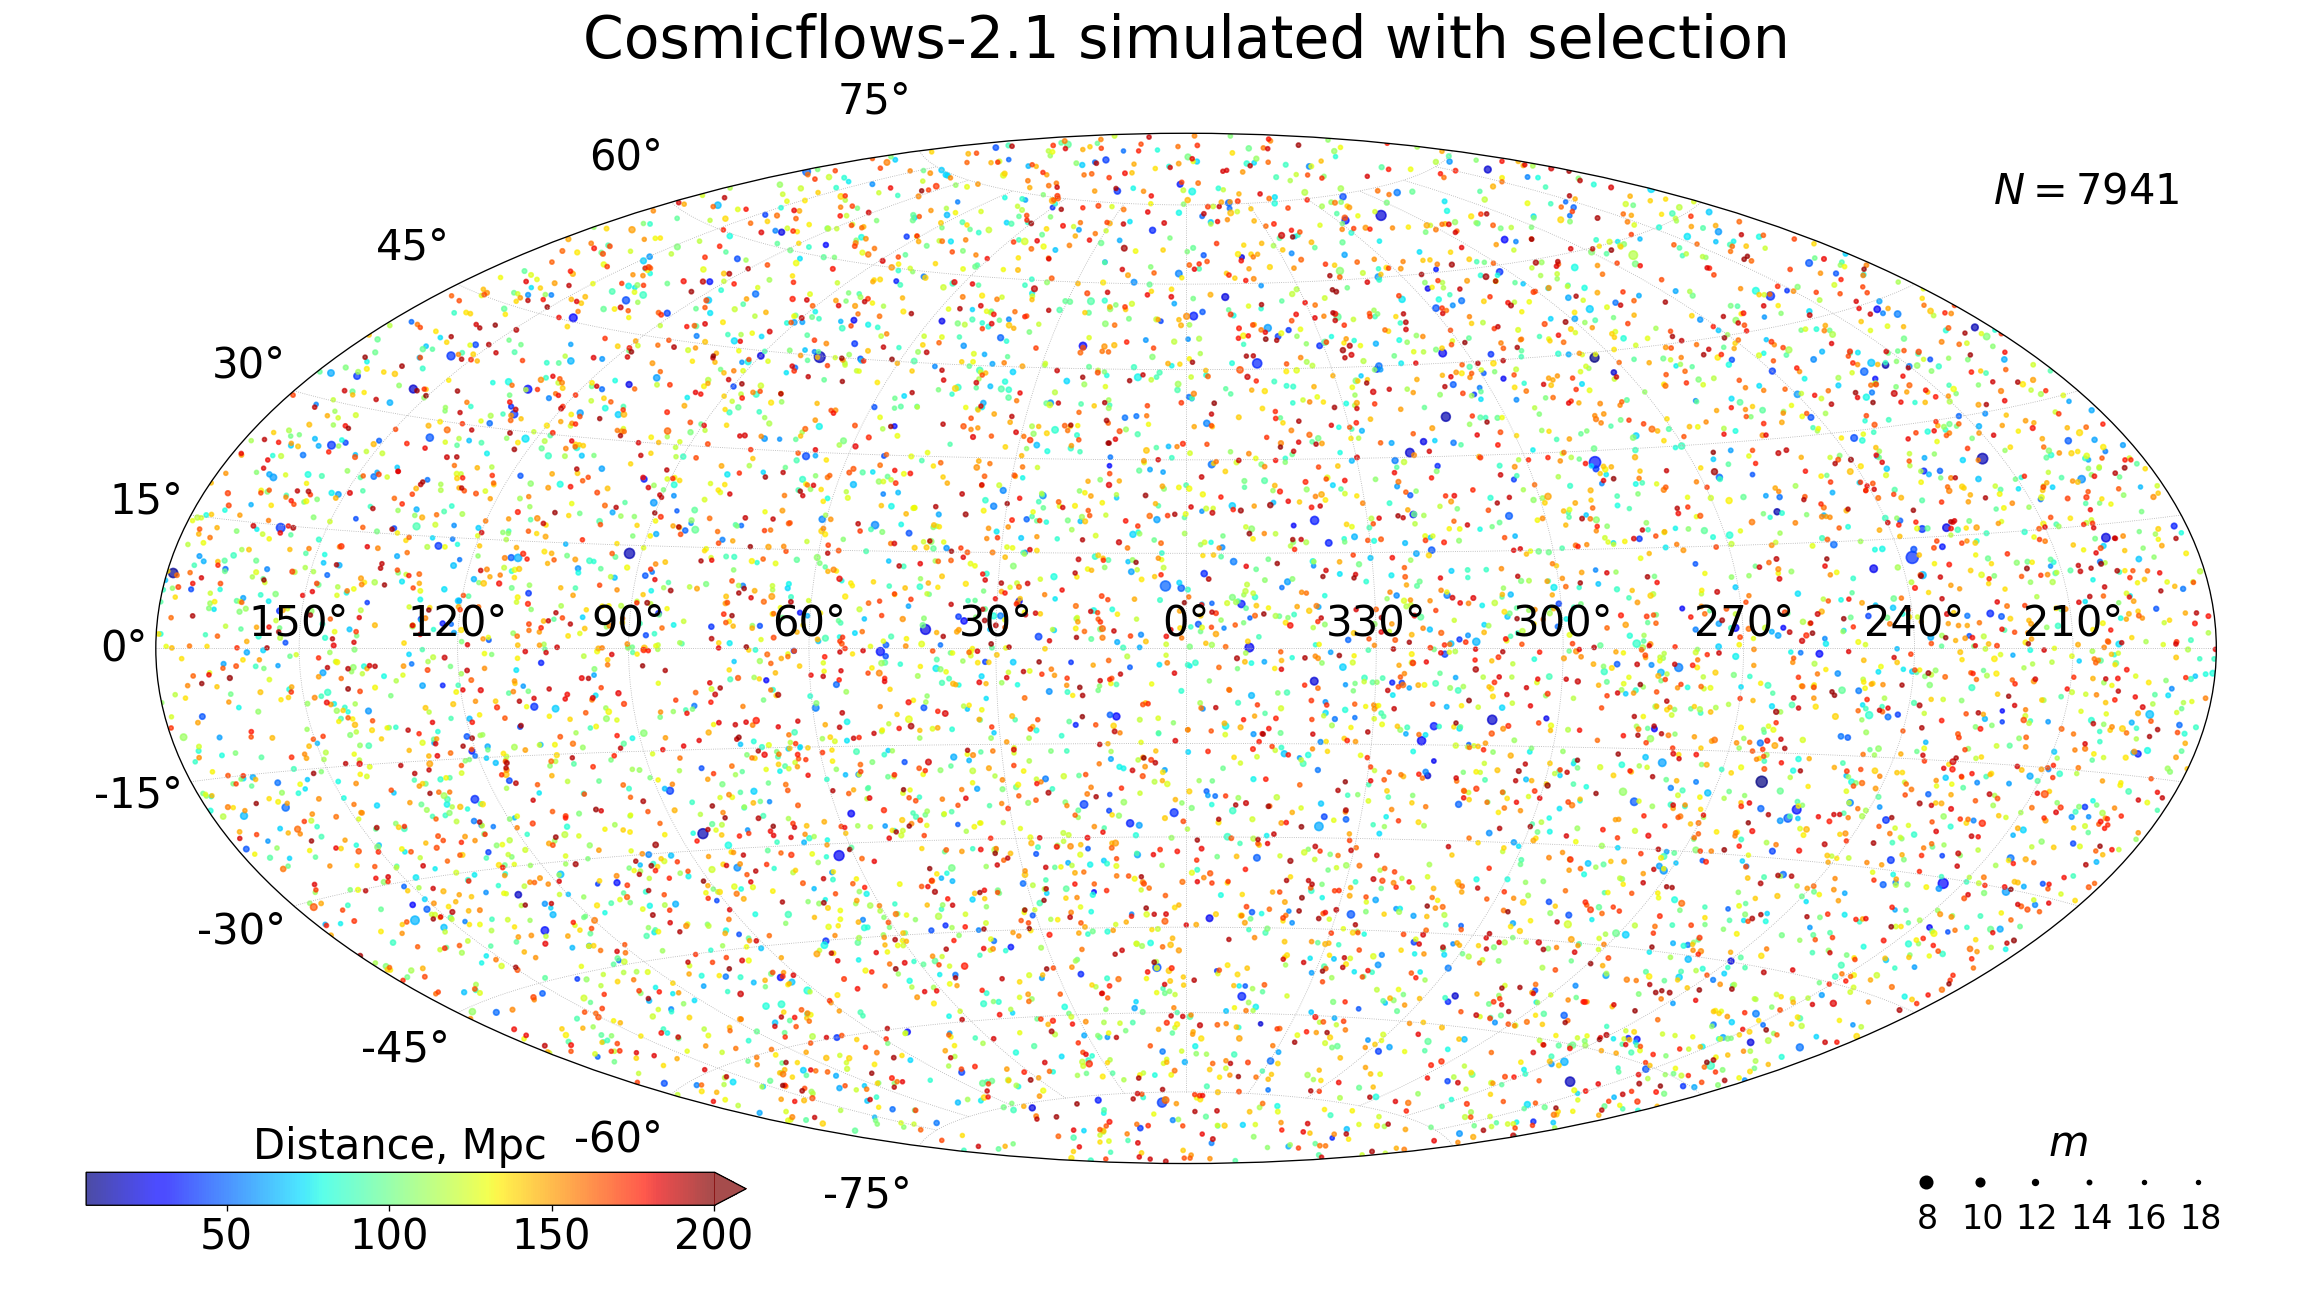 Cosmicflows-2.1 simulated with selection
75°
60°
N = 7941
45°
30°
15°
150° 120° 90° 60° 30° 0° 330° 300° 270° 240° 210°
0°
-15°
-30°
-45°
-60°
-75°
Distance, Mpc
50 100 150 200
m
8 10 12 14 16 18